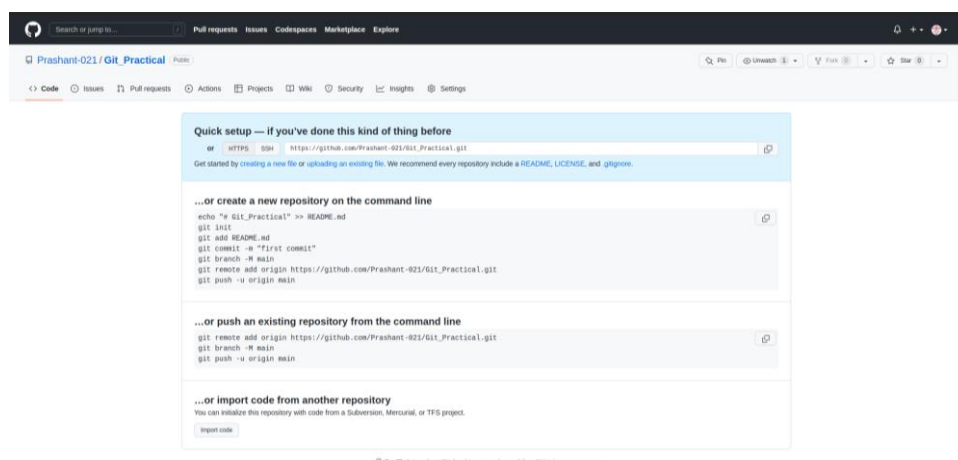 Search or jump to... / Pull requests Issues Codespaces Marketplace Explore
Prashant-021 / Git_Practical Public Pin Unwatch 1 Fork 0 Star 0
<> Code Issues Pull requests Actions Projects Wiki Security Insights Settings
Quick setup — if you've done this kind of thing before
or HTTPS SSH https://github.com/Prashant-021/Git_Practical.git
Get started by creating a new file or uploading an existing file. We recommend every repository include a README, LICENSE, and .gitignore.
...or create a new repository on the command line
echo "# Git_Practical" >> README.md
git init
git add README.md
git commit -m "first commit"
git branch -M main
git remote add origin https://github.com/Prashant-021/Git_Practical.git
git push -u origin main
...or push an existing repository from the command line
git remote add origin https://github.com/Prashant-021/Git_Practical.git
git branch -M main
git push -u origin main
...or import code from another repository
You can initialize this repository with code from a Subversion, Mercurial, or TFS project.
Import code